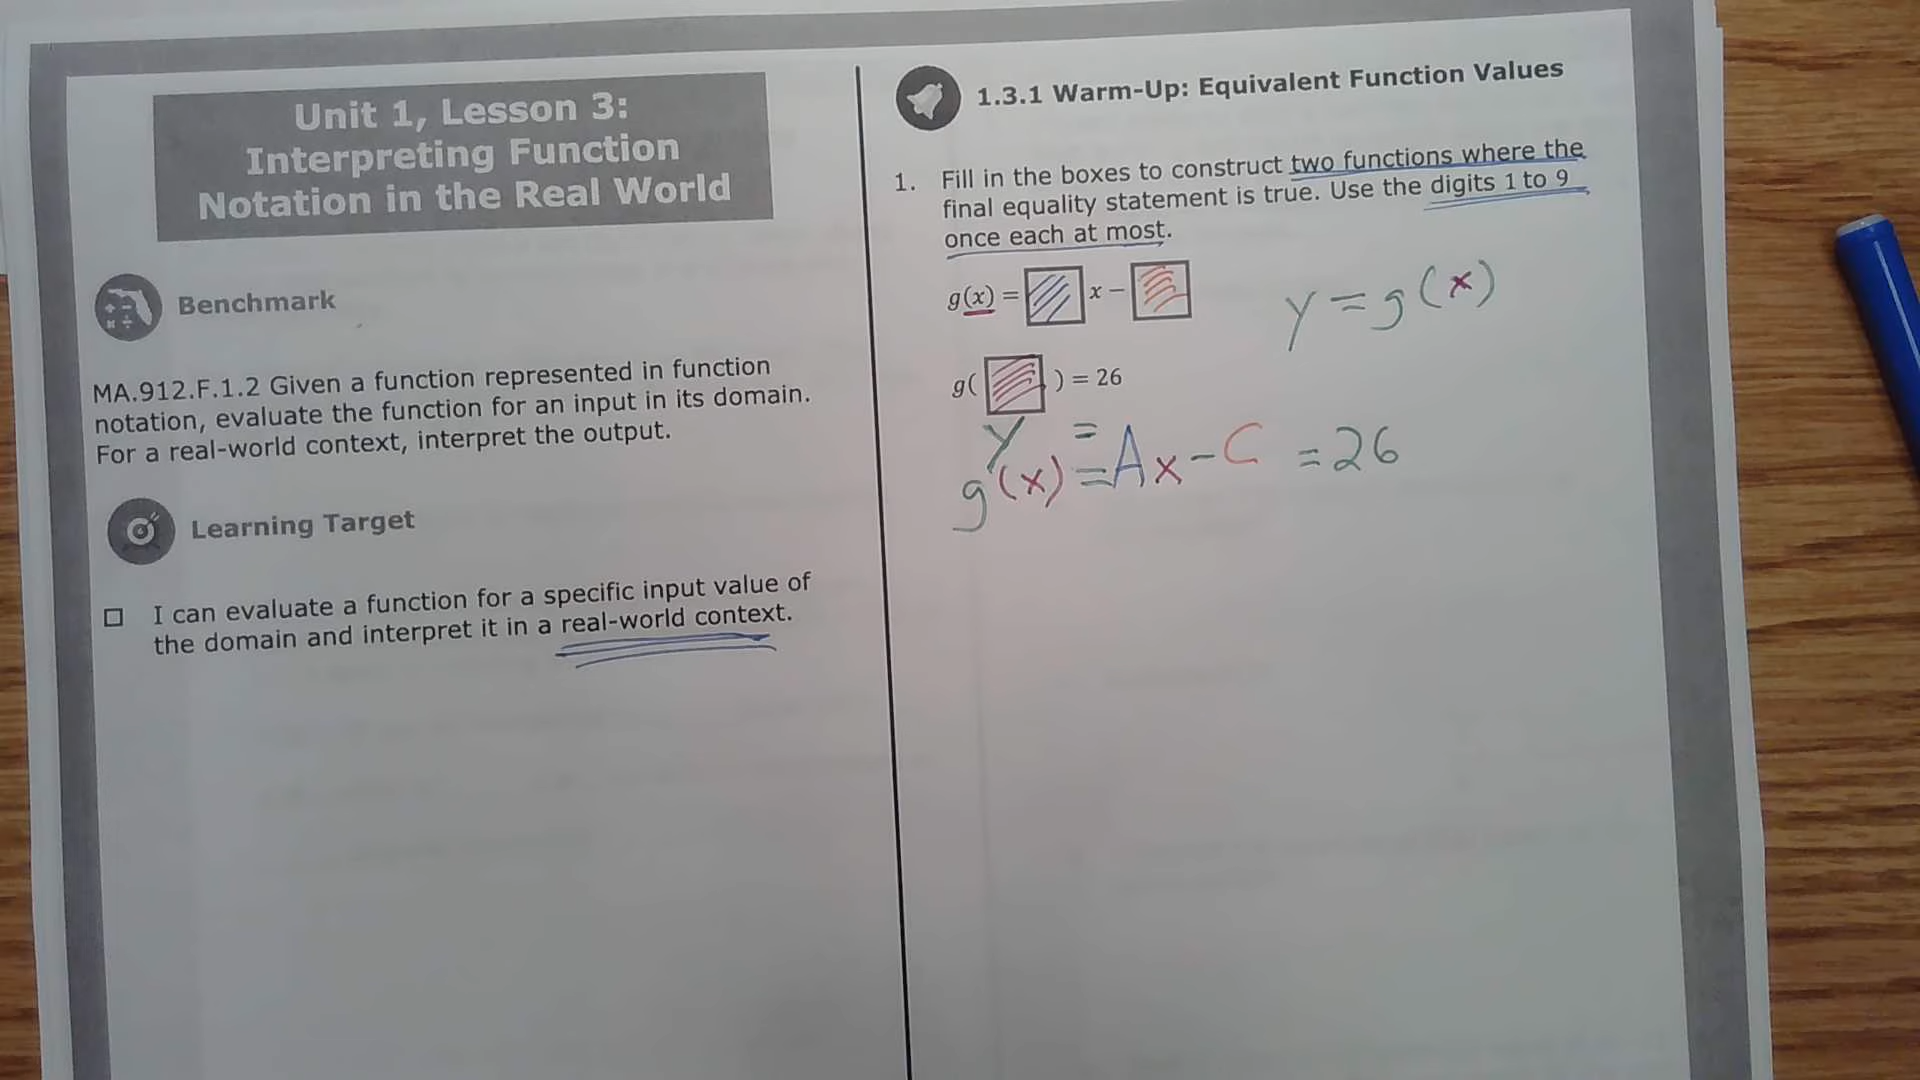 Unit 1, Lesson 3:
Interpreting Function
Notation in the Real World
Benchmark
MA.912.F.1.2 Given a function represented in function
notation, evaluate the function for an input in its domain.
For a real-world context, interpret the output.
Learning Target
I can evaluate a function for a specific input value of
the domain and interpret it in a real-world context.
1.3.1 Warm-Up: Equivalent Function Values
1. Fill in the boxes to construct two functions where the
final equality statement is true. Use the digits 1 to 9
once each at most.
g(x) = x −
y = g(x)
g( ) = 26
y =
g(x) = Ax - C = 26